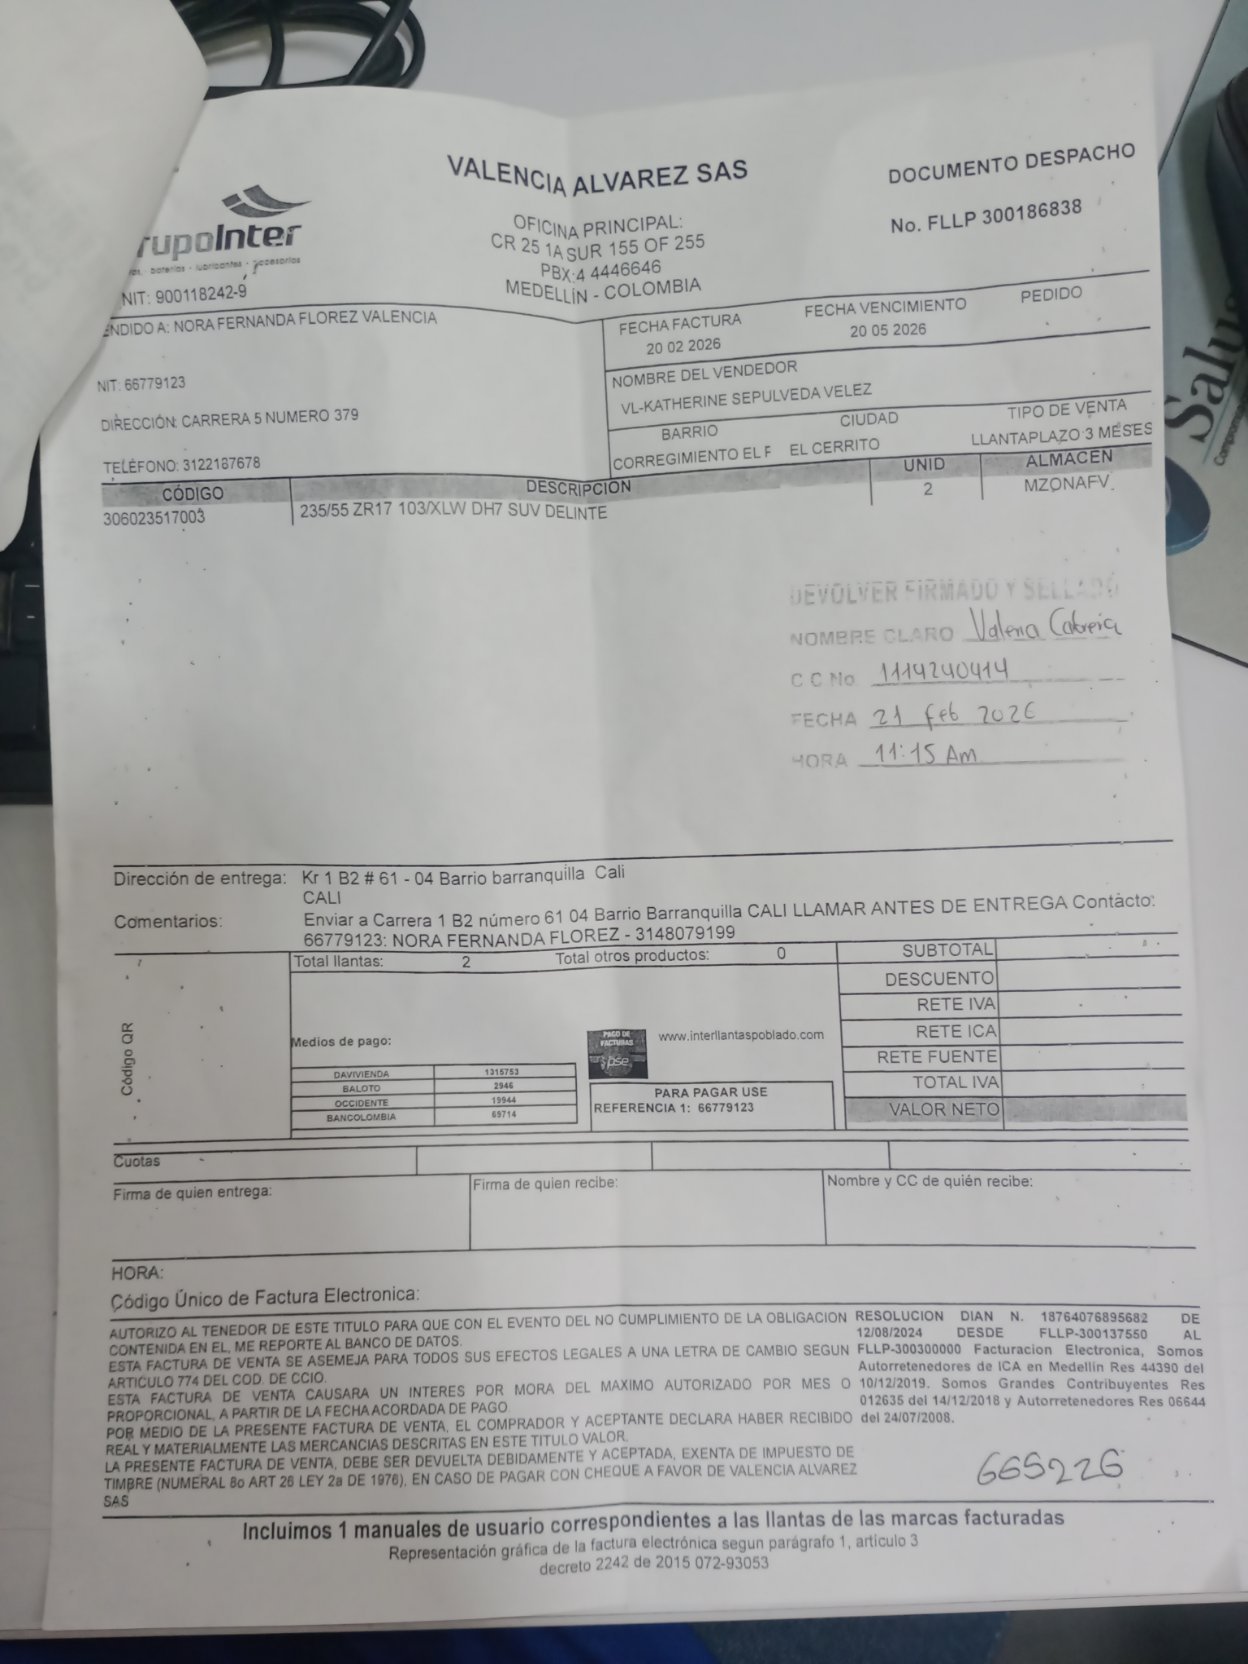 VALENCIA ALVAREZ SAS
OFICINA PRINCIPAL:
CR 25 1A SUR 155 OF 255
PBX:4 4446646
MEDELLÍN - COLOMBIA
DOCUMENTO DESPACHO
No. FLLP 300186838
rupoInter
baterías - lubricantes - accesorios
NIT: 900118242-9
NDIDO A: NORA FERNANDA FLOREZ VALENCIA
NIT: 66779123
DIRECCIÓN: CARRERA 5 NUMERO 379
TELÉFONO: 3122187678
FECHA FACTURA
20 02 2026
FECHA VENCIMIENTO
20 05 2026
PEDIDO
NOMBRE DEL VENDEDOR
VL-KATHERINE SEPULVEDA VELEZ
BARRIO CIUDAD TIPO DE VENTA
CORREGIMIENTO EL F EL CERRITO LLANTAPLAZO 3 MESES
CÓDIGO DESCRIPCIÓN UNID ALMACEN
306023517003 235/55 ZR17 103/XLW DH7 SUV DELINTE 2 MZONAFV.
DEVOLVER FIRMADO Y SELLADO
NOMBRE CLARO Valeria Cabrera
C C No. 1114240414
FECHA 21 feb 2026
HORA 11:15 Am
Dirección de entrega: Kr 1 B2 # 61 - 04 Barrio barranquilla Cali
CALI
Comentarios: Enviar a Carrera 1 B2 número 61 04 Barrio Barranquilla CALI LLAMAR ANTES DE ENTREGA Contacto:
66779123: NORA FERNANDA FLOREZ - 3148079199
Código QR
Total llantas: 2 Total otros productos: 0
Medios de pago:
DAVIVIENDA 1315753
BALOTO 2946
OCCIDENTE 19944
BANCOLOMBIA 69714
PAGO DE
FACTURAS
pse
www.interllantaspoblado.com
PARA PAGAR USE
REFERENCIA 1: 66779123
SUBTOTAL
DESCUENTO
RETE IVA
RETE ICA
RETE FUENTE
TOTAL IVA
VALOR NETO
Cuotas
Firma de quien entrega: Firma de quien recibe: Nombre y CC de quién recibe:
HORA:
Código Único de Factura Electronica:
AUTORIZO AL TENEDOR DE ESTE TITULO PARA QUE CON EL EVENTO DEL NO CUMPLIMIENTO DE LA OBLIGACION
CONTENIDA EN EL, ME REPORTE AL BANCO DE DATOS.
ESTA FACTURA DE VENTA SE ASEMEJA PARA TODOS SUS EFECTOS LEGALES A UNA LETRA DE CAMBIO SEGUN
ARTICULO 774 DEL COD. DE CCIO.
ESTA FACTURA DE VENTA CAUSARA UN INTERES POR MORA DEL MAXIMO AUTORIZADO POR MES O
PROPORCIONAL, A PARTIR DE LA FECHA ACORDADA DE PAGO
POR MEDIO DE LA PRESENTE FACTURA DE VENTA, EL COMPRADOR Y ACEPTANTE DECLARA HABER RECIBIDO
REAL Y MATERIALMENTE LAS MERCANCIAS DESCRITAS EN ESTE TITULO VALOR.
LA PRESENTE FACTURA DE VENTA, DEBE SER DEVUELTA DEBIDAMENTE Y ACEPTADA, EXENTA DE IMPUESTO DE
TIMBRE (NUMERAL 8o ART 26 LEY 2a DE 1976), EN CASO DE PAGAR CON CHEQUE A FAVOR DE VALENCIA ALVAREZ
SAS
RESOLUCION DIAN N. 18764076895682 DE
12/08/2024 DESDE FLLP-300137550 AL
FLLP-300300000 Facturacion Electronica, Somos
Autorretenedores de ICA en Medellín Res 44390 del
10/12/2019. Somos Grandes Contribuyentes Res
012635 del 14/12/2018 y Autorretenedores Res 06644
del 24/07/2008.
665226
Incluimos 1 manuales de usuario correspondientes a las llantas de las marcas facturadas
Representación gráfica de la factura electrónica segun parágrafo 1, articulo 3
decreto 2242 de 2015 072-93053
Salu